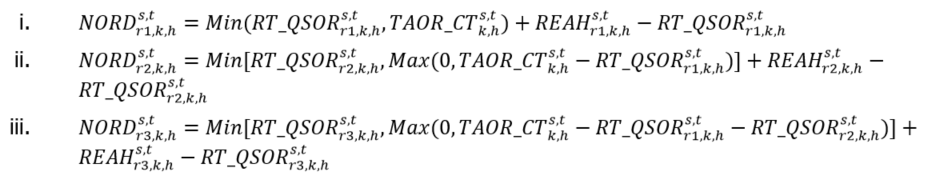 i. NORD^{s,t}_{r1,k,h} = Min(RT_QSOR^{s,t}_{r1,k,h}, TAOR_CT^{s,t}_{k,h}) + REAH^{s,t}_{r1,k,h} − RT_QSOR^{s,t}_{r1,k,h}
ii. NORD^{s,t}_{r2,k,h} = Min[RT_QSOR^{s,t}_{r2,k,h}, Max(0, TAOR_CT^{s,t}_{k,h} − RT_QSOR^{s,t}_{r1,k,h})] + REAH^{s,t}_{r2,k,h} −
RT_QSOR^{s,t}_{r2,k,h}
iii. NORD^{s,t}_{r3,k,h} = Min[RT_QSOR^{s,t}_{r3,k,h}, Max(0, TAOR_CT^{s,t}_{k,h} − RT_QSOR^{s,t}_{r1,k,h} − RT_QSOR^{s,t}_{r2,k,h})] +
REAH^{s,t}_{r3,k,h} − RT_QSOR^{s,t}_{r3,k,h}